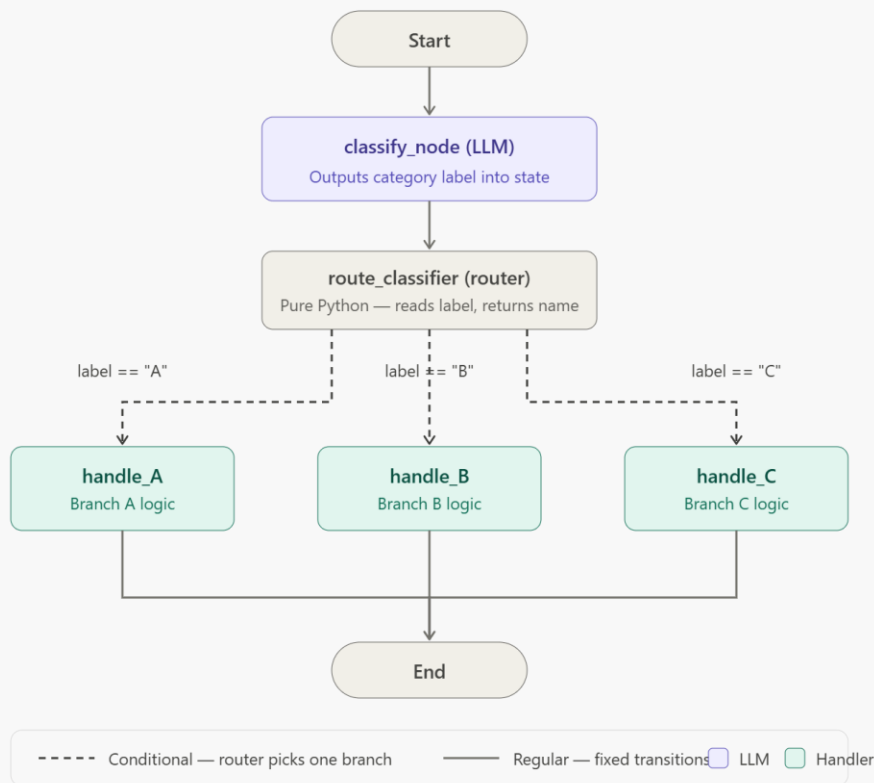 Start
classify_node (LLM)
Outputs category label into state
route_classifier (router)
Pure Python — reads label, returns name
label == "A"
label == "B"
label == "C"
handle_A
Branch A logic
handle_B
Branch B logic
handle_C
Branch C logic
End
Conditional — router picks one branch
Regular — fixed transitions
LLM
Handler